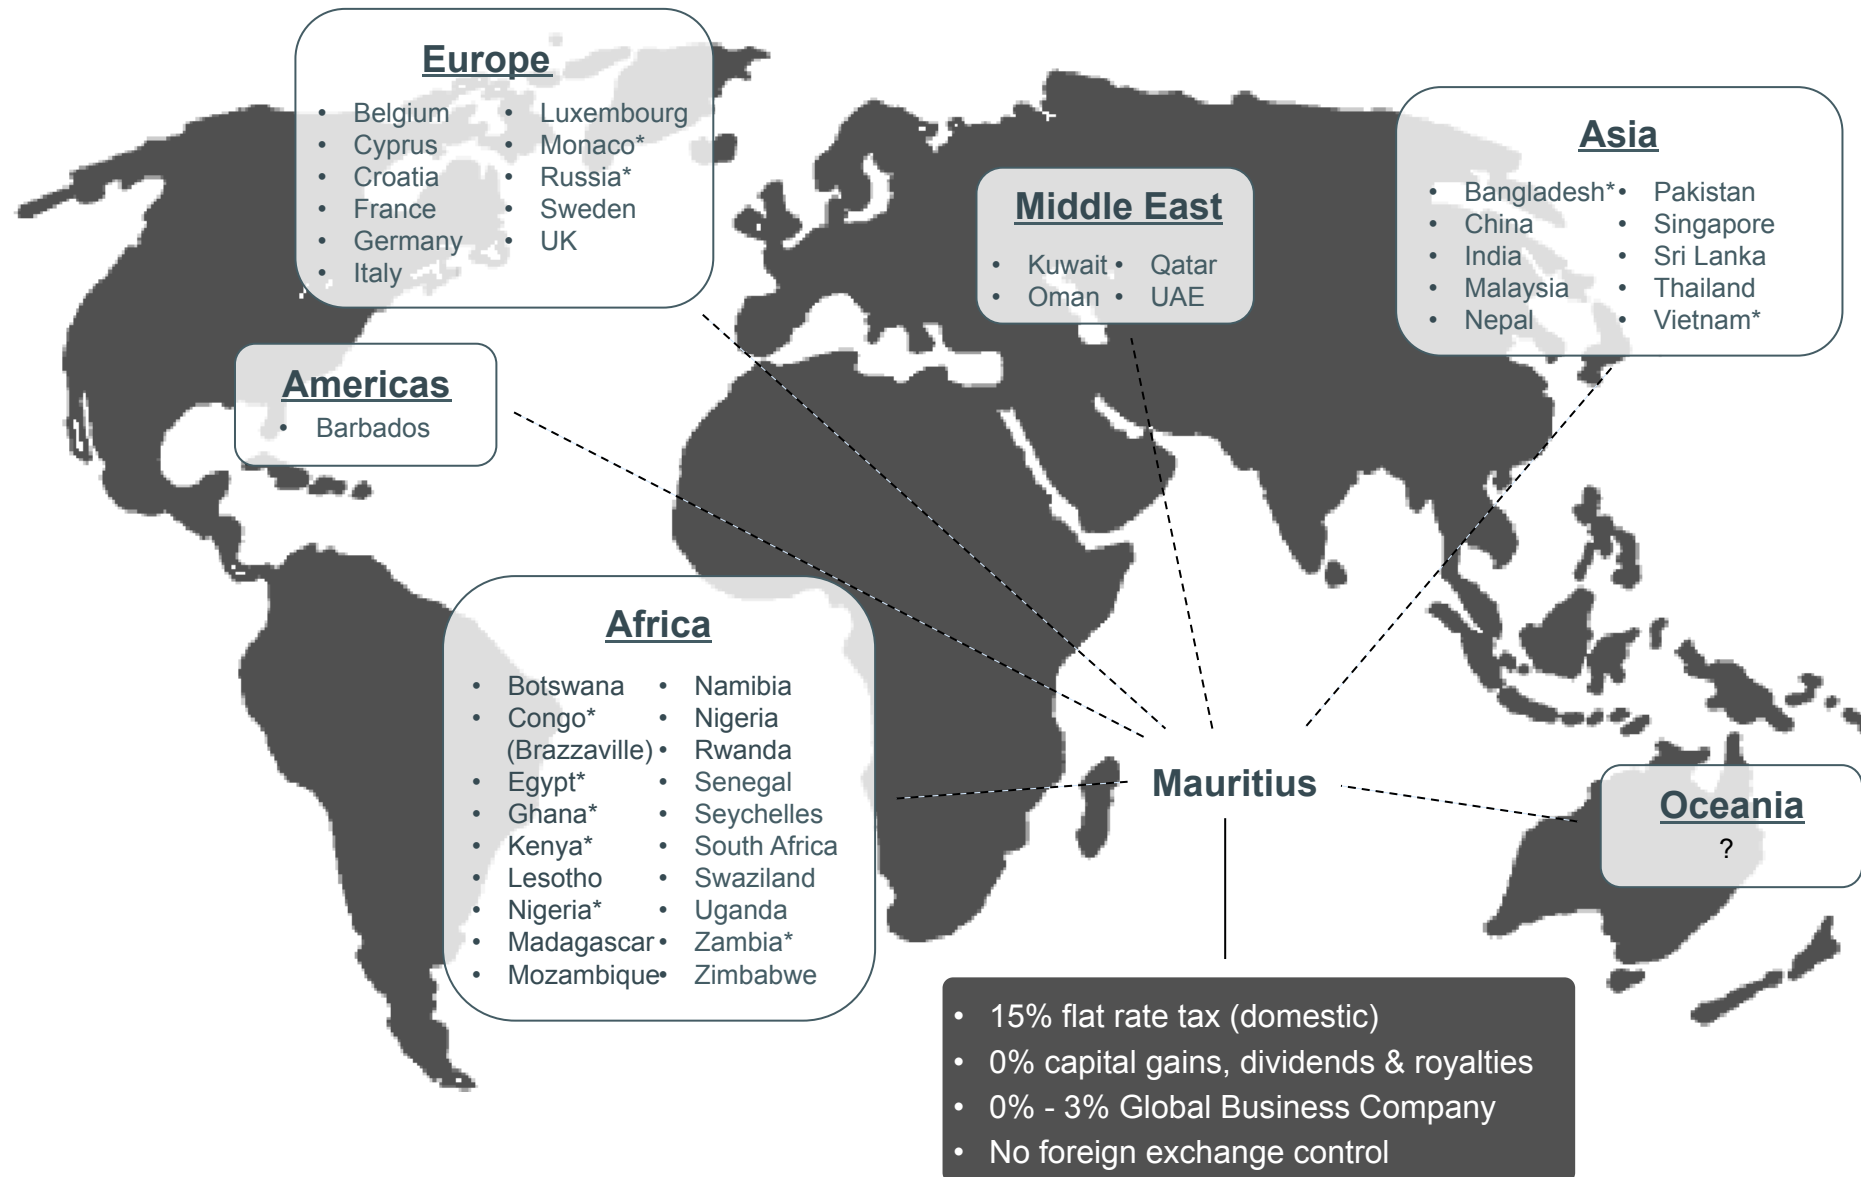 Europe
• Belgium
• Cyprus
• Croatia
• France
• Germany
• Italy
• Luxembourg
• Monaco*
• Russia*
• Sweden
• UK
Middle East
• Kuwait
• Oman
• Qatar
• UAE
Asia
• Bangladesh*
• China
• India
• Malaysia
• Nepal
• Pakistan
• Singapore
• Sri Lanka
• Thailand
• Vietnam*
Americas
• Barbados
Africa
• Botswana
• Congo*
(Brazzaville)
• Egypt*
• Ghana*
• Kenya*
• Lesotho
• Nigeria*
• Madagascar
• Mozambique
• Namibia
• Nigeria
• Rwanda
• Senegal
• Seychelles
• South Africa
• Swaziland
• Uganda
• Zambia*
• Zimbabwe
Mauritius
Oceania
?
• 15% flat rate tax (domestic)
• 0% capital gains, dividends & royalties
• 0% - 3% Global Business Company
• No foreign exchange control